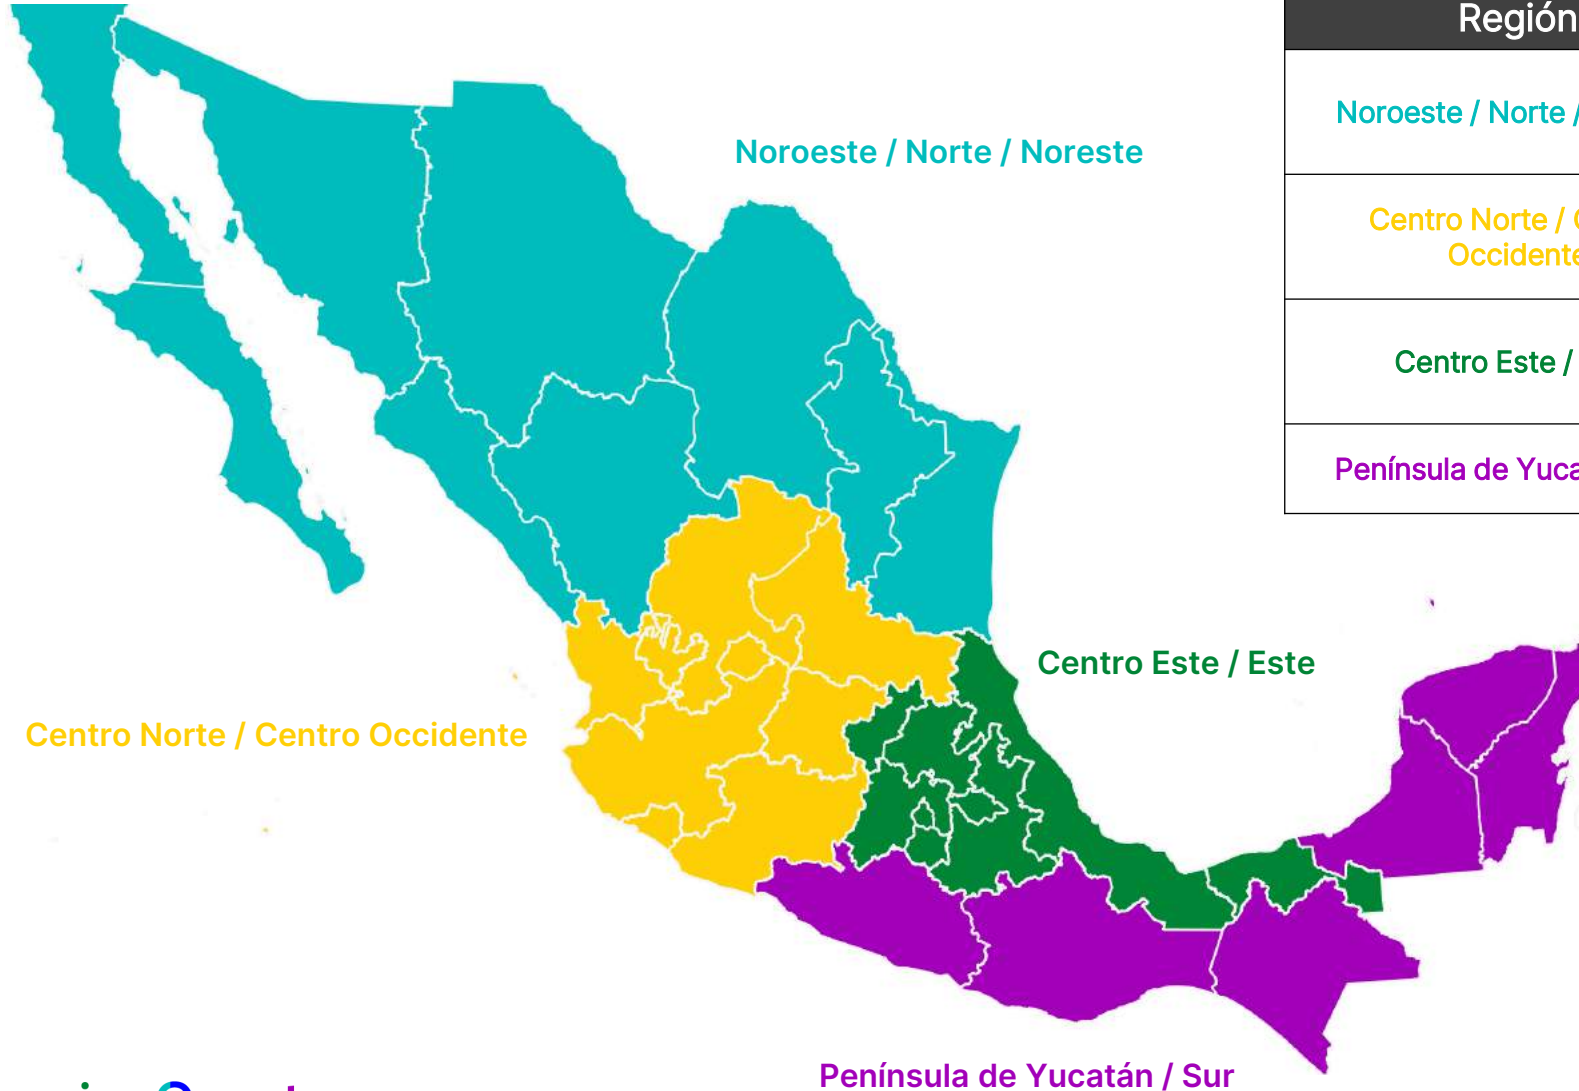 Región
Noroeste / Norte /
Noroeste / Norte / Noreste
Centro Norte /
Occidente
Centro Este /
Península de
Centro Este / Este
Centro Norte / Centro Occidente
Península de Yucatán / Sur